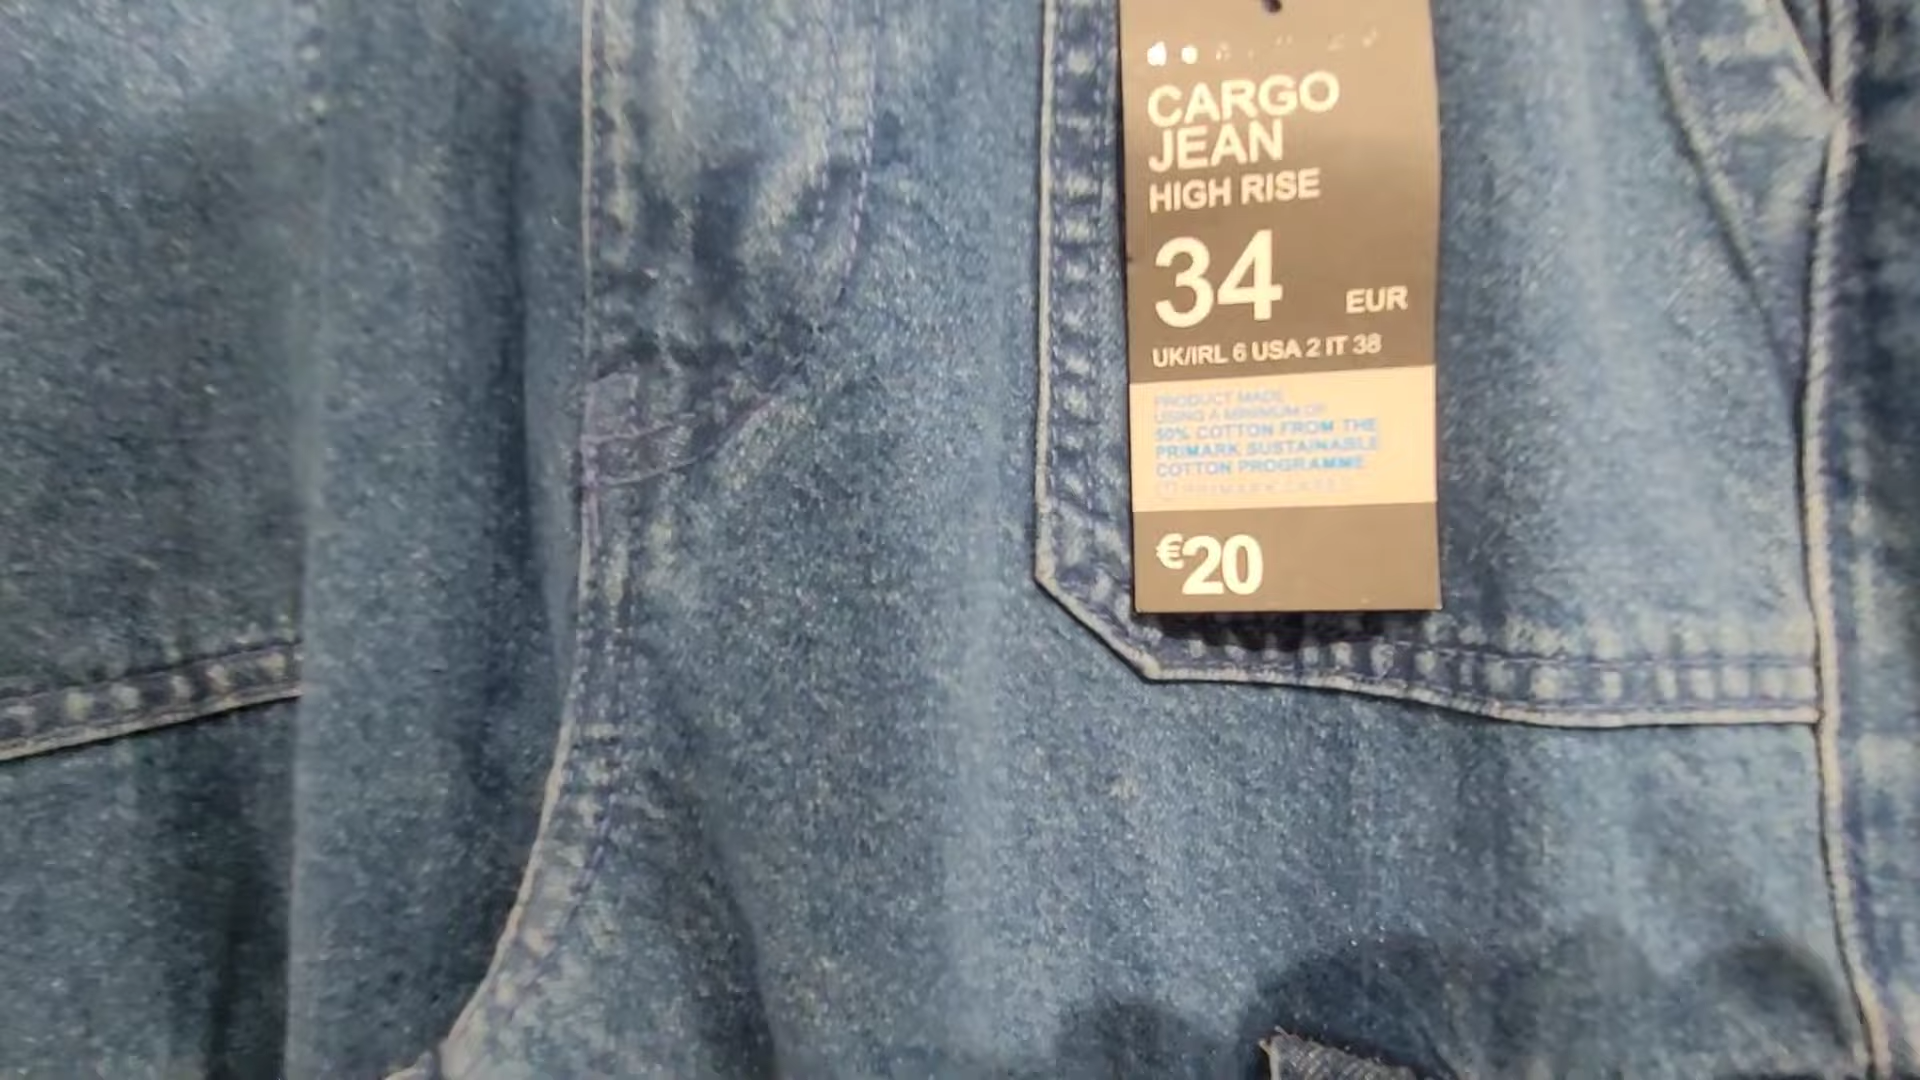 CARGO
JEAN
HIGH RISE
34 EUR
UK/IRL 6 USA 2 IT 38
PRODUCT MADE
USING A MINIMUM OF
50% COTTON FROM THE
PRIMARK SUSTAINABLE
COTTON PROGRAMME
€20